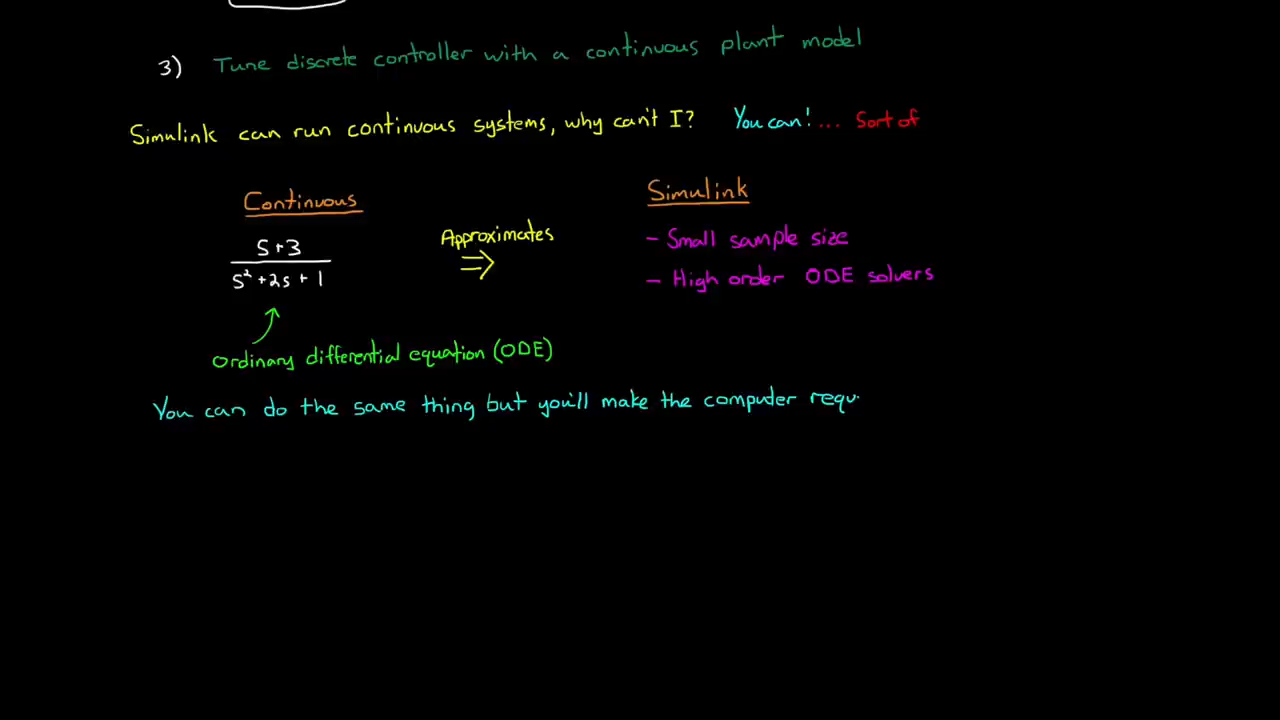 3) Tune discrete controller with a continuous plant model
Simulink can run continuous systems, why can't I? You can! ... Sort of
Continuous
Simulink
S+3
S²+2s+1
Approximates
⇒
- Small sample size
- High order ODE solvers
Ordinary differential equation (ODE)
You can do the same thing but you'll make the computer requ